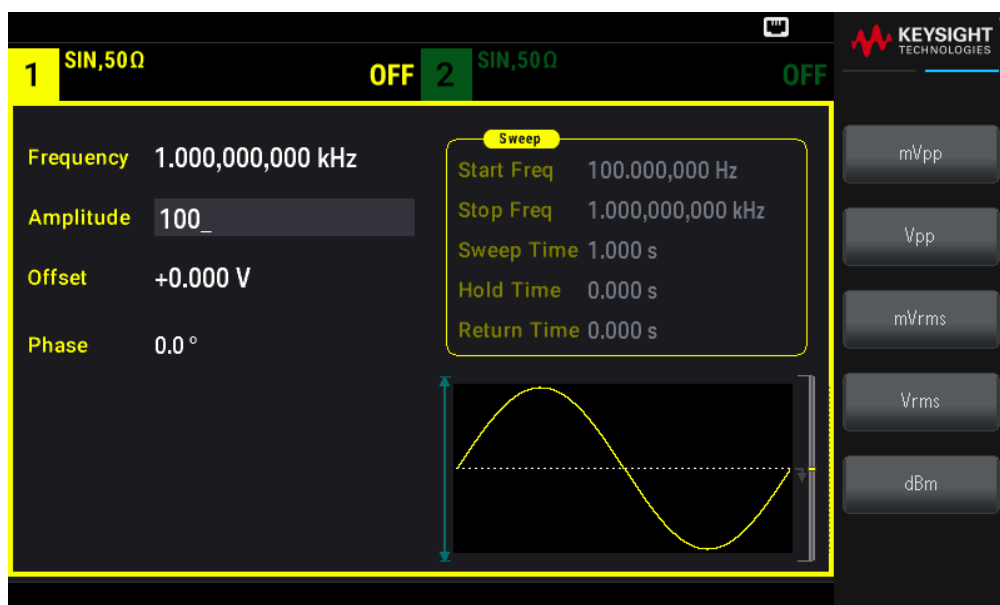 KEYSIGHT
TECHNOLOGIES
1 SIN,50Ω OFF
2 SIN,50Ω OFF
Frequency 1.000,000,000 kHz
Amplitude 100_
Offset +0.000 V
Phase 0.0 °
Sweep
Start Freq 100.000,000 Hz
Stop Freq 1.000,000,000 kHz
Sweep Time 1.000 s
Hold Time 0.000 s
Return Time 0.000 s
mVpp
Vpp
mVrms
Vrms
dBm